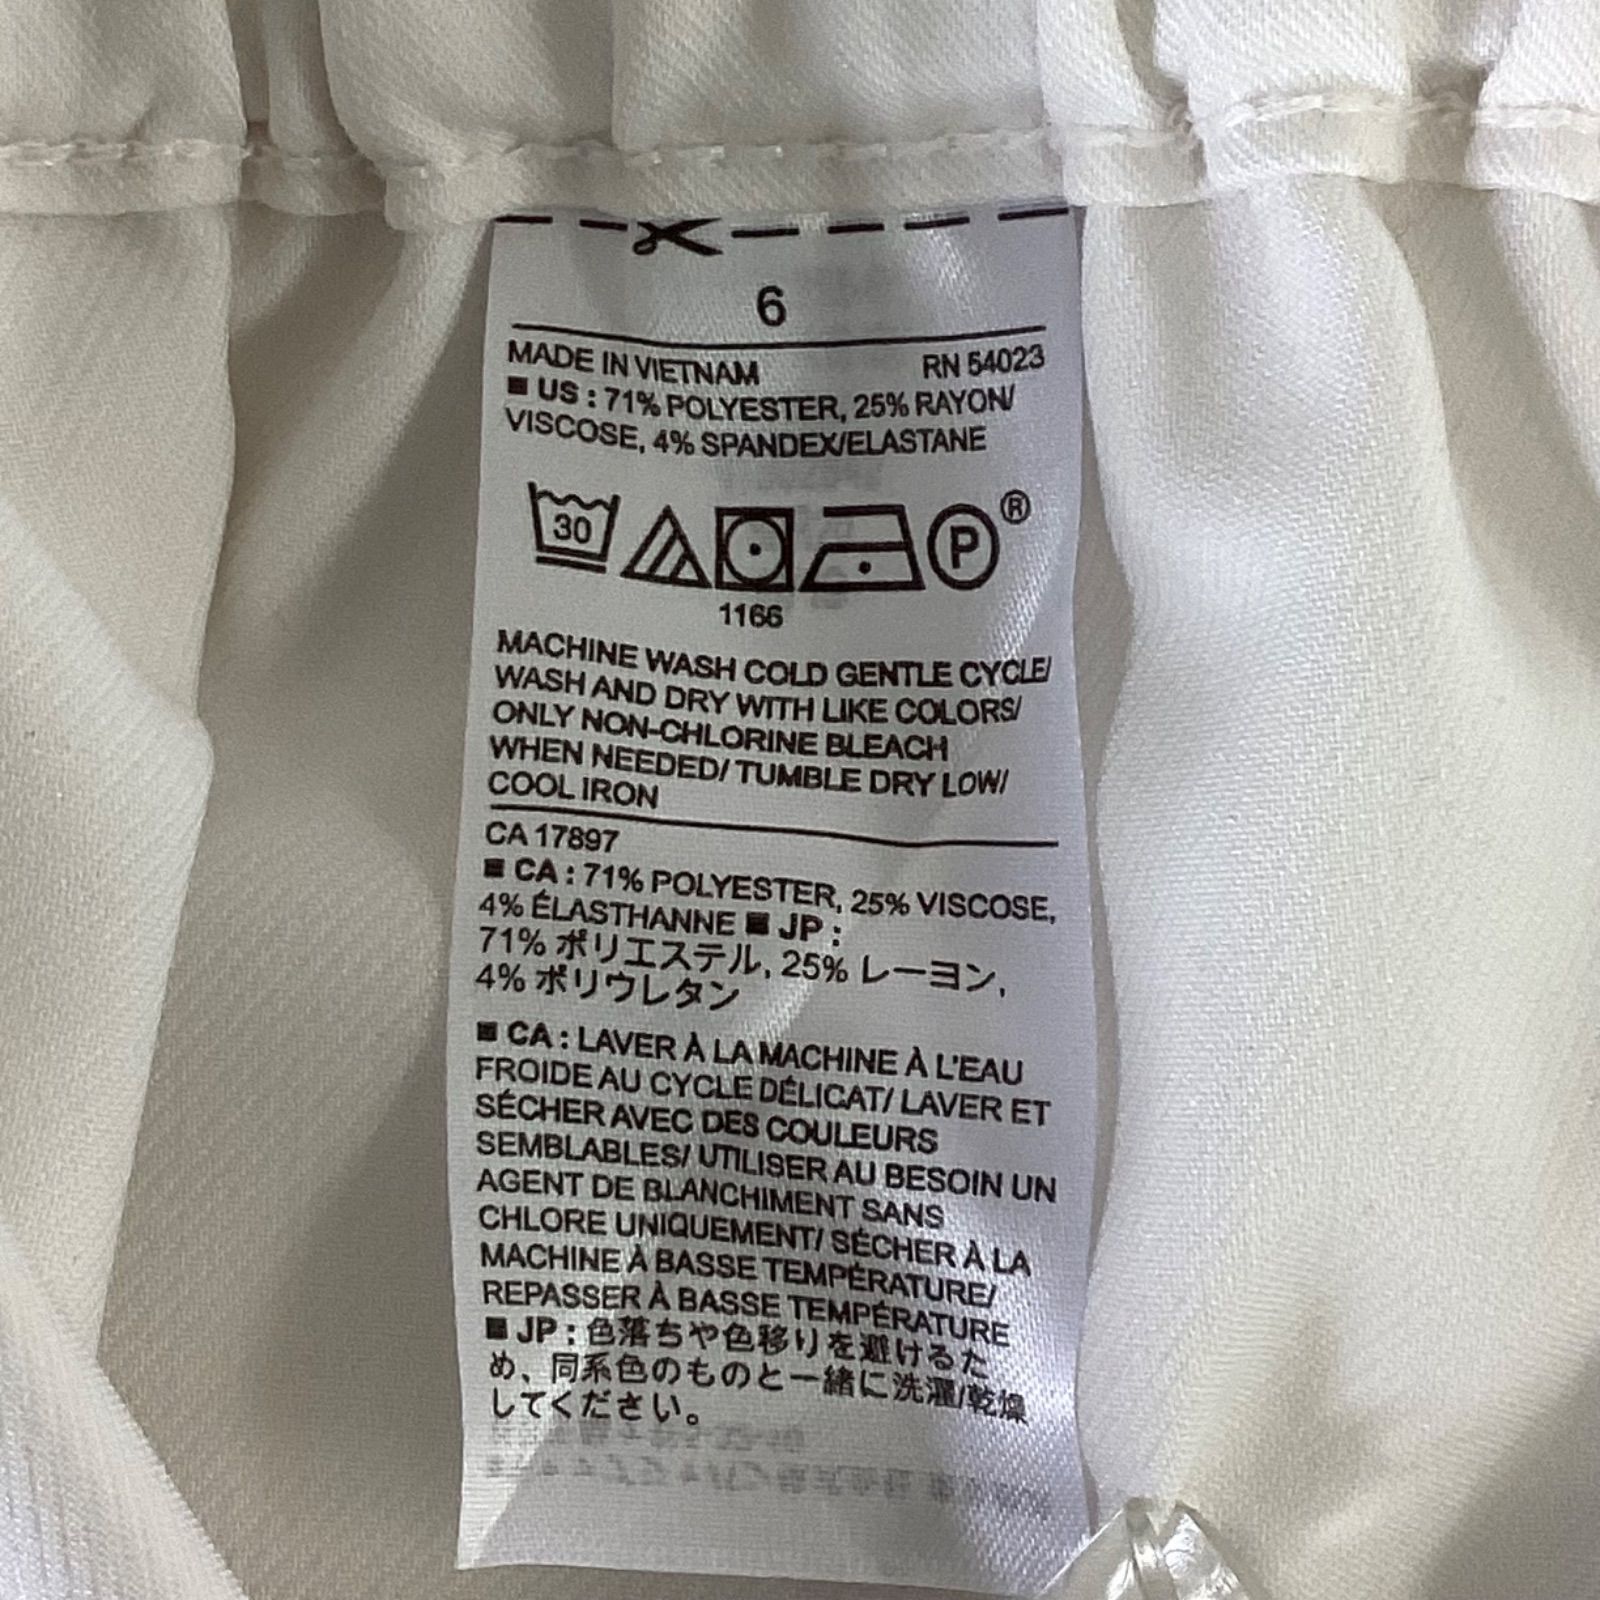 6
MADE IN VIETNAM RN 54023
■ US : 71% POLYESTER, 25% RAYON/
VISCOSE, 4% SPANDEX/ELASTANE
30 P ®
1166
MACHINE WASH COLD GENTLE CYCLE/
WASH AND DRY WITH LIKE COLORS/
ONLY NON-CHLORINE BLEACH
WHEN NEEDED/ TUMBLE DRY LOW/
COOL IRON
CA 17897
■ CA : 71% POLYESTER, 25% VISCOSE,
4% ÉLASTHANNE ■ JP :
71% ポリエステル, 25% レーヨン,
4% ポリウレタン
■ CA : LAVER À LA MACHINE À L'EAU
FROIDE AU CYCLE DÉLICAT/ LAVER ET
SÉCHER AVEC DES COULEURS
SEMBLABLES/ UTILISER AU BESOIN UN
AGENT DE BLANCHIMENT SANS
CHLORE UNIQUEMENT/ SÉCHER À LA
MACHINE À BASSE TEMPÉRATURE/
REPASSER À BASSE TEMPÉRATURE
■ JP : 色落ちや色移りを避けるた
め、同系色のものと一緒に洗濯/乾燥
してください。